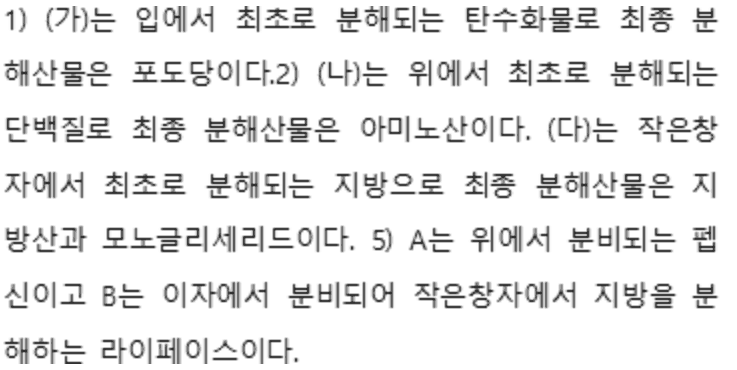 1) (가)는 입에서 최초로 분해되는 탄수화물로 최종 분
해산물은 포도당이다.2) (나)는 위에서 최초로 분해되는
단백질로 최종 분해산물은 아미노산이다. (다)는 작은창
자에서 최초로 분해되는 지방으로 최종 분해산물은 지
방산과 모노글리세리드이다. 5) A는 위에서 분비되는 펩
신이고 B는 이자에서 분비되어 작은창자에서 지방을 분
해하는 라이페이스이다.